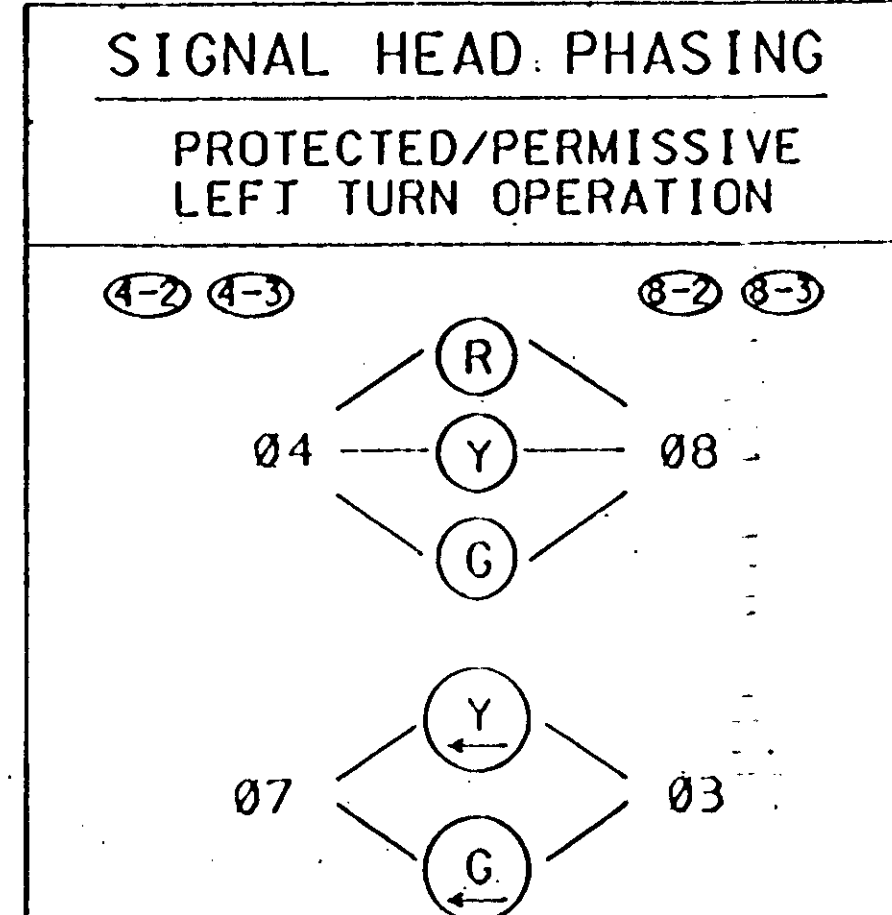 SIGNAL HEAD PHASING
PROTECTED/PERMISSIVE
LEFT TURN OPERATION
4-2 4-3 8-2 8-3
R
Ø4 Y Ø8
G
Y
Ø7 Ø3
G